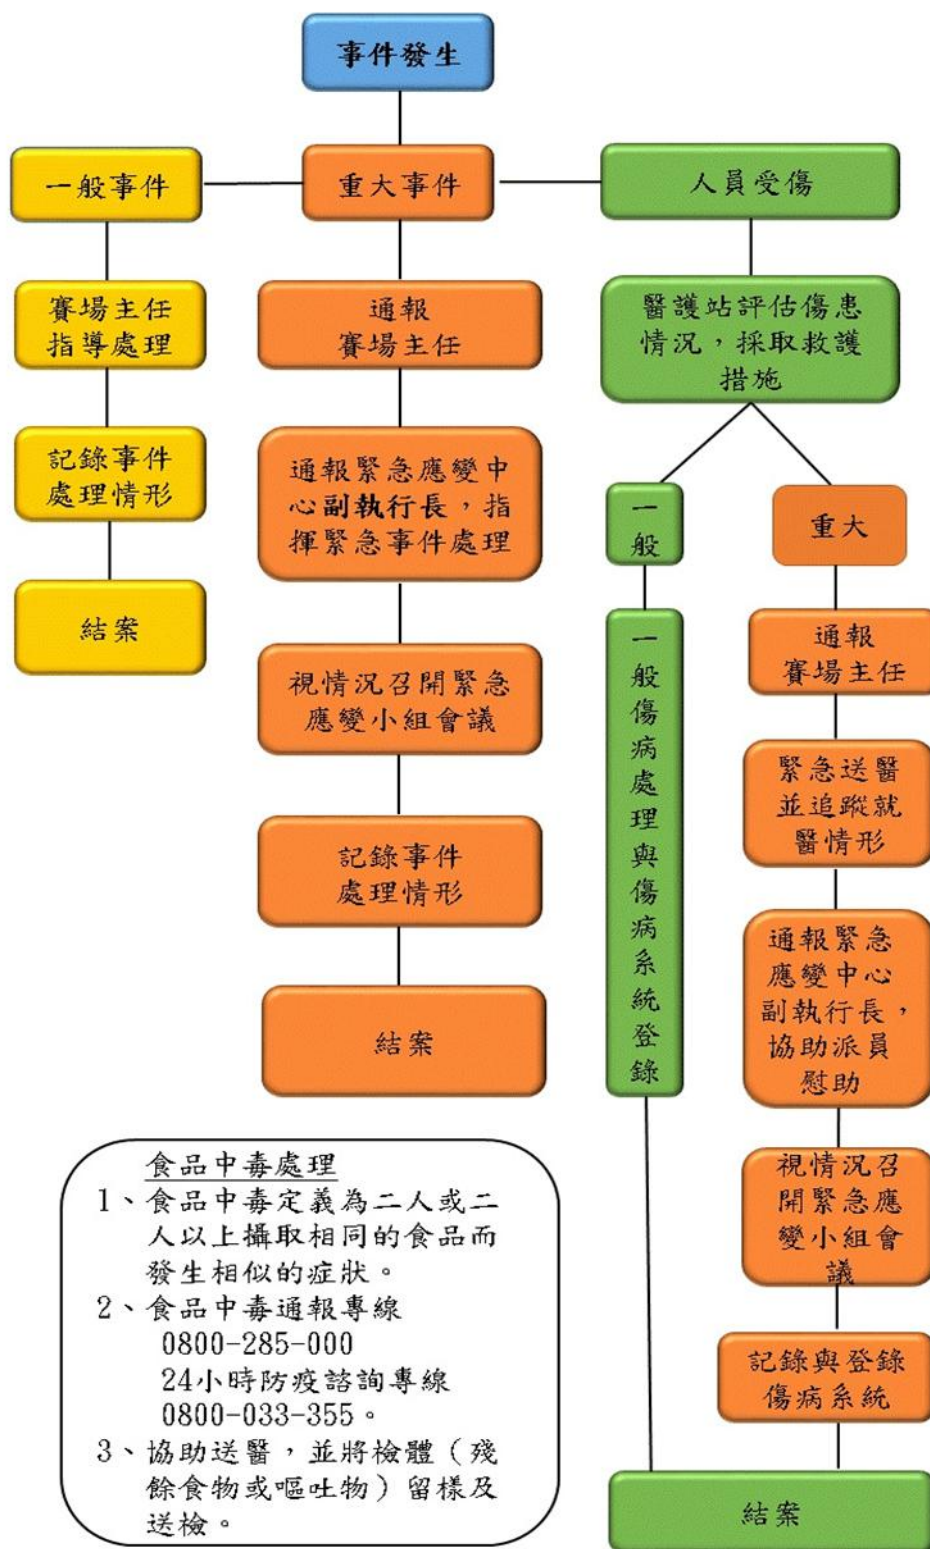 事件發生
一般事件
重大事件
人員受傷
賽場主任
指導處理
記錄事件
處理情形
結案
通報
賽場主任
通報緊急應變中
心副執行長，指
揮緊急事件處理
視情況召開緊急
應變小組會議
記錄事件
處理情形
結案
醫護站評估傷患
情況，採取救護
措施
一般
一般傷病處理與傷病系統登錄
重大
通報
賽場主任
緊急送醫
並追蹤就
醫情形
通報緊急
應變中心
副執行長，
協助派員
慰助
視情況召
開緊急應
變小組會
議
記錄與登錄
傷病系統
結案
食品中毒處理
1、食品中毒定義為二人或二
人以上攝取相同的食品而
發生相似的症狀。
2、食品中毒通報專線
0800-285-000
24小時防疫諮詢專線
0800-033-355。
3、協助送醫，並將檢體（殘
餘食物或嘔吐物）留樣及
送檢。